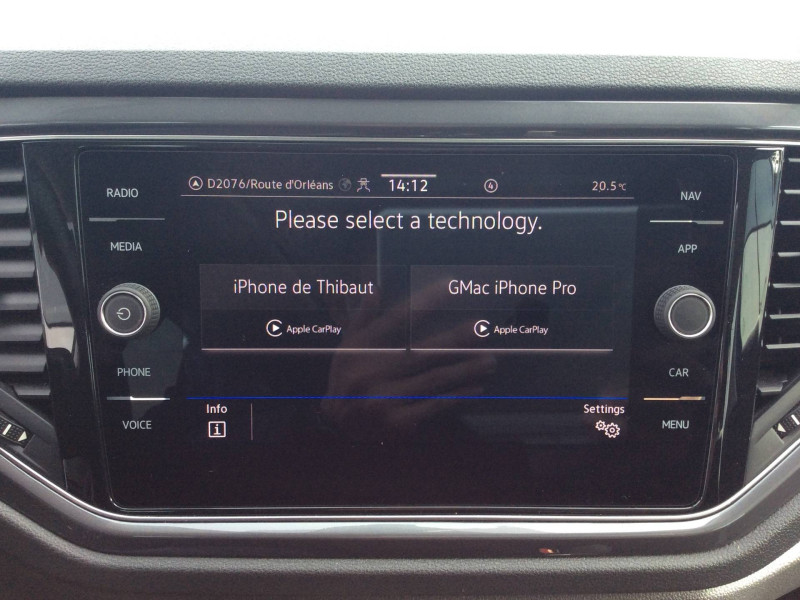 D2076/Route d'Orléans 14:12 4 20.5°C
RADIO
NAV
Please select a technology.
MEDIA
APP
iPhone de Thibaut
GMac iPhone Pro
Apple CarPlay
Apple CarPlay
PHONE
CAR
Info
Settings
VOICE
MENU
i